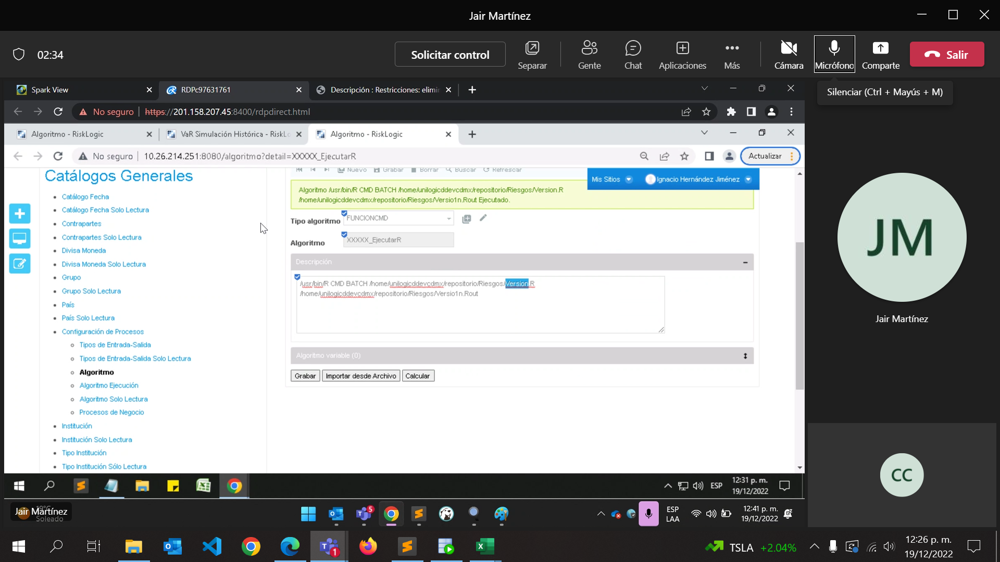 Jair Martínez
02:34
Solicitar control
Separar
Gente
Chat
Aplicaciones
Más
Cámara
Micrófono
Comparte
Salir
Silenciar (Ctrl + Mayús + M)
Spark View
RDPc97631761
Descripción : Restricciones: elimir
No seguro
https://201.158.207.45:8400/rdpdirect.html
Algoritmo - RiskLogic
VaR Simulación Histórica - RiskLo
Algoritmo - RiskLogic
No seguro
10.26.214.251:8080/algoritmo?detail=XXXXX_EjecutarR
Actualizar
Catálogos Generales
Nuevo
Grabar
Borrar
Buscar
Refrescar
Mis Sitios
Ignacio Hernández Jiménez
Algoritmo /usr/bin/R CMD BATCH /home/unilogicddevcdmx/repositorio/Riesgos/Version.R
/home/unilogicddevcdmx/repositorio/Riesgos/Versio1n.Rout Ejecutado.
Catálogo Fecha
Catálogo Fecha Solo Lectura
Contrapartes
Contrapartes Solo Lectura
Divisa Moneda
Divisa Moneda Solo Lectura
Grupo
Grupo Solo Lectura
País
País Solo Lectura
Configuración de Procesos
Tipos de Entrada-Salida
Tipos de Entrada-Salida Solo Lectura
Algoritmo
Algoritmo Ejecución
Algoritmo Solo Lectura
Procesos de Negocio
Institución
Institución Solo Lectura
Tipo Institución
Tipo Institución Sólo Lectura
Tipo algoritmo
FUNCIONCMD
Algoritmo
XXXXX_EjecutarR
Descripción
/usr/bin/R CMD BATCH /home/unilogicddevcdmx/repositorio/Riesgos/Version.R
/home/unilogicddevcdmx/repositorio/Riesgos/Versio1n.Rout
Algoritmo variable (0)
Grabar
Importar desde Archivo
Calcular
JM
Jair Martínez
CC
ESP
12:31 p. m.
19/12/2022
Jair Martínez
19°C
Soleado
5
ESP
LAA
12:41 p. m.
19/12/2022
1
TSLA +2.04%
12:26 p. m.
19/12/2022